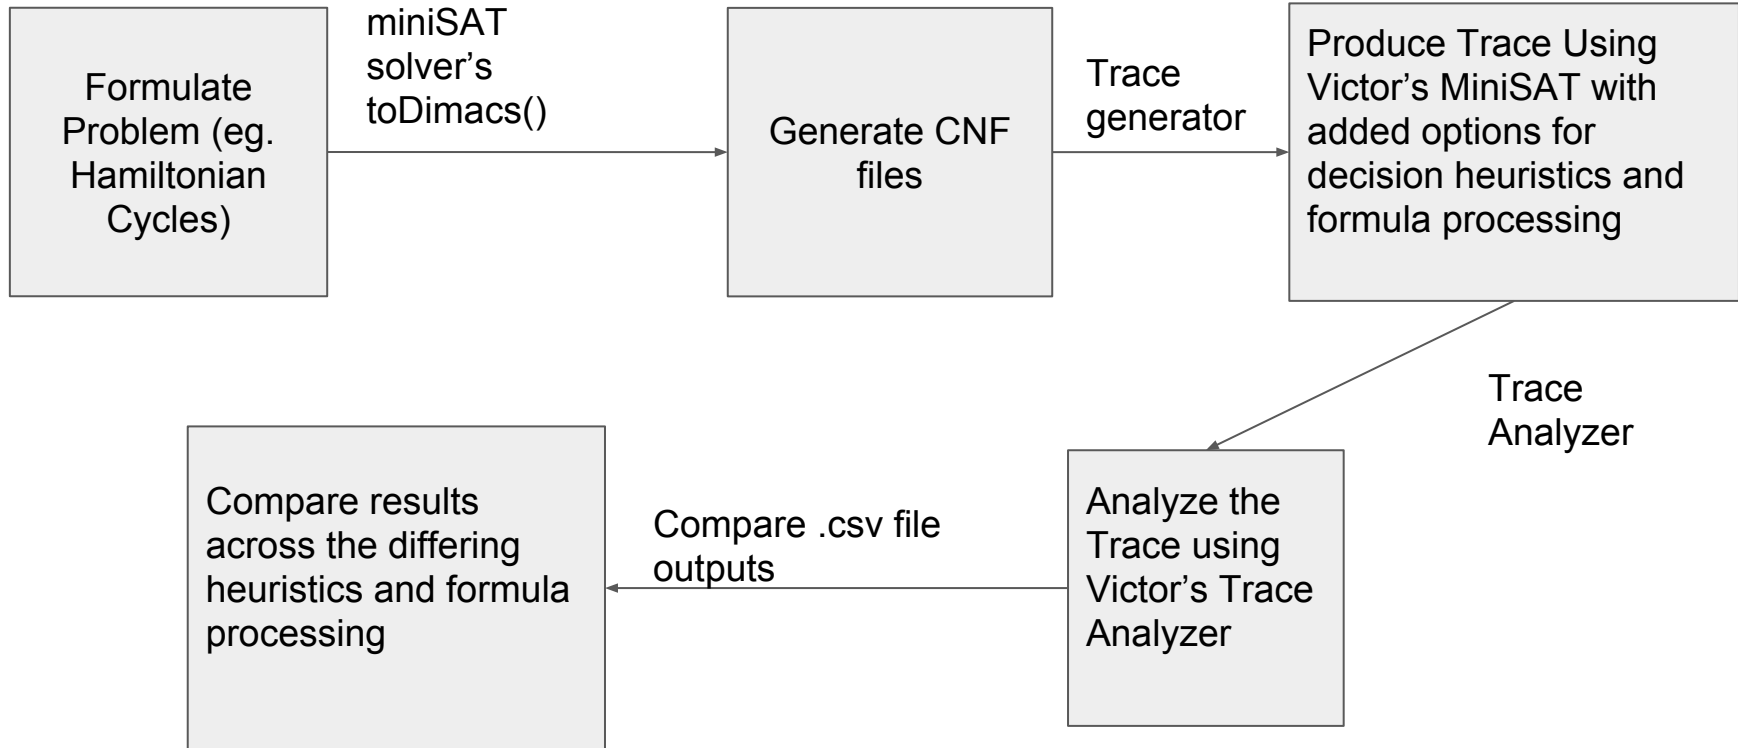 Formulate
Problem (eg.
Hamiltonian
Cycles)
miniSAT
solver’s
toDimacs()
Generate CNF
files
Trace
generator
Produce Trace Using
Victor’s MiniSAT with
added options for
decision heuristics and
formula processing
Trace
Analyzer
Analyze the
Trace using
Victor’s Trace
Analyzer
Compare .csv file
outputs
Compare results
across the differing
heuristics and formula
processing